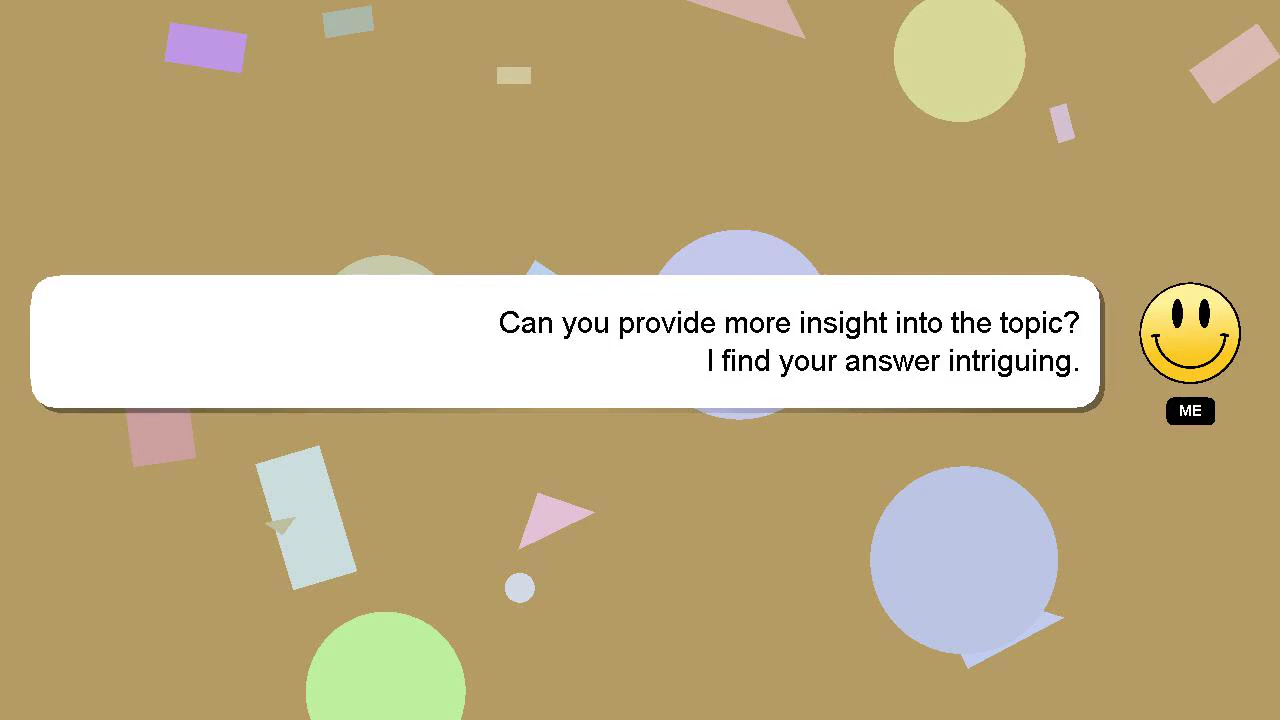 Can you provide more insight into the topic?
I find your answer intriguing.
ME